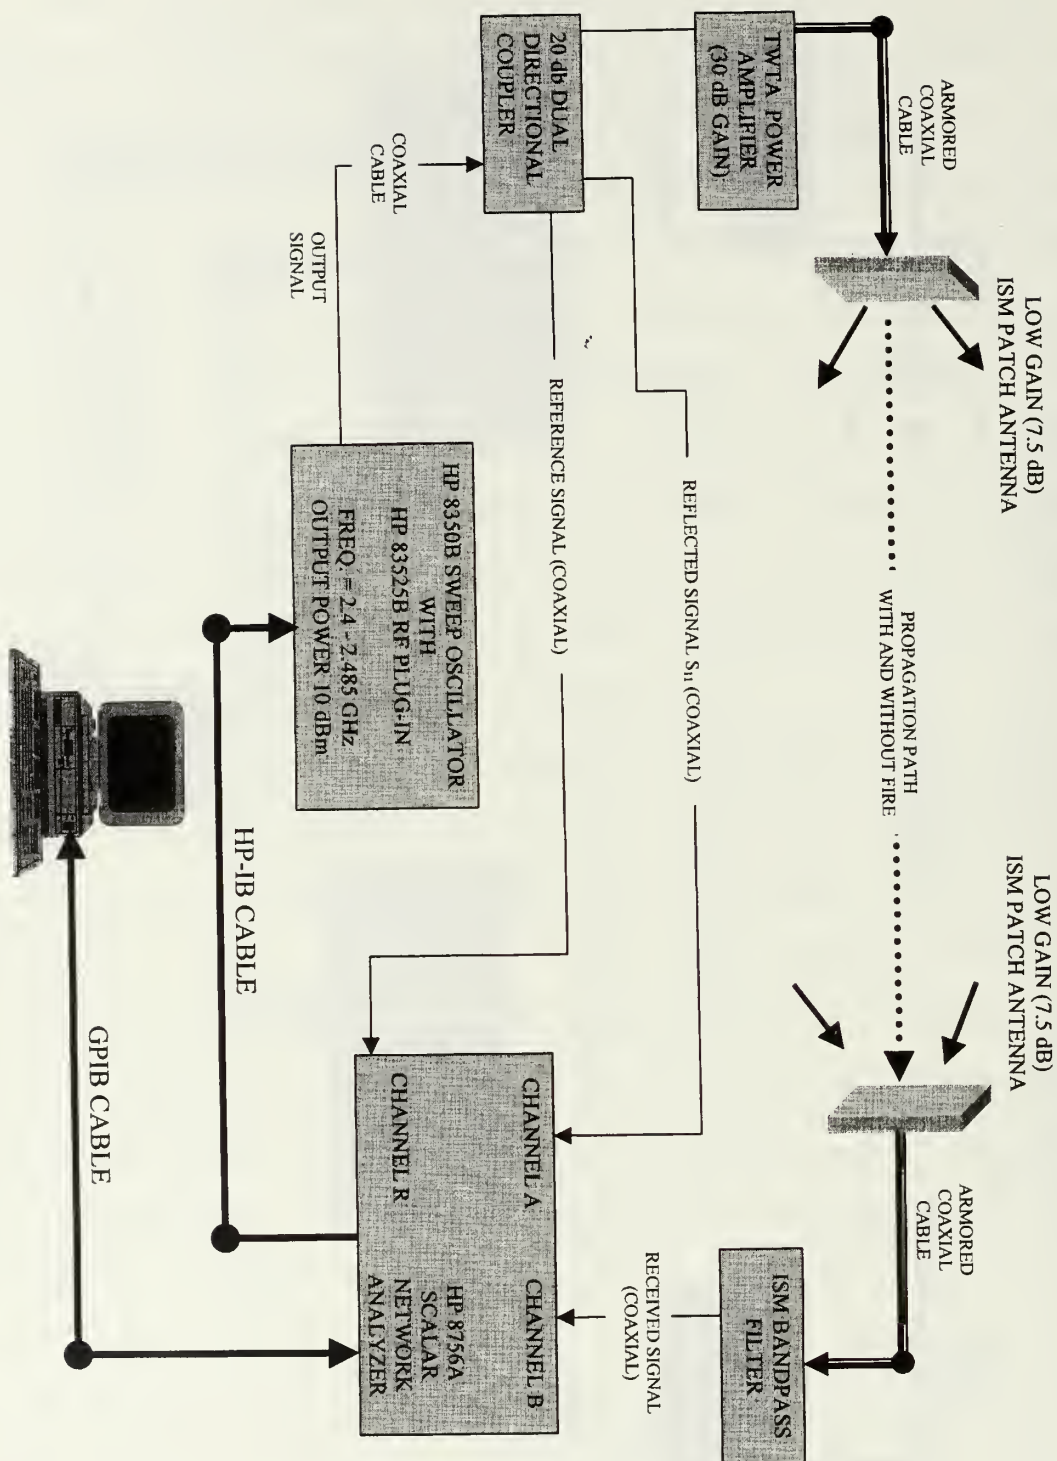 LOW GAIN (7.5 dB)
ISM PATCH ANTENNA
LOW GAIN (7.5 dB)
ISM PATCH ANTENNA
ARMORED
COAXIAL
CABLE
PROPAGATION PATH
WITH AND WITHOUT FIRE
ARMORED
COAXIAL
CABLE
TWTA POWER
AMPLIFIER
(30 dB GAIN)
ISM BANDPASS
FILTER
REFLECTED SIGNAL S11 (COAXIAL)
RECEIVED SIGNAL
(COAXIAL)
20 db DUAL
DIRECTIONAL
COUPLER
REFERENCE SIGNAL (COAXIAL)
CHANNEL A
CHANNEL B
CHANNEL R
HP 8756A
SCALAR
NETWORK
ANALYZER
COAXIAL
CABLE
OUTPUT
SIGNAL
HP 8350B SWEEP OSCILLATOR
WITH
HP 83525B RF PLUG-IN
FREQ. = 2.4 - 2.485 GHz
OUTPUT POWER 10 dBm
HP-IB CABLE
GPIB CABLE